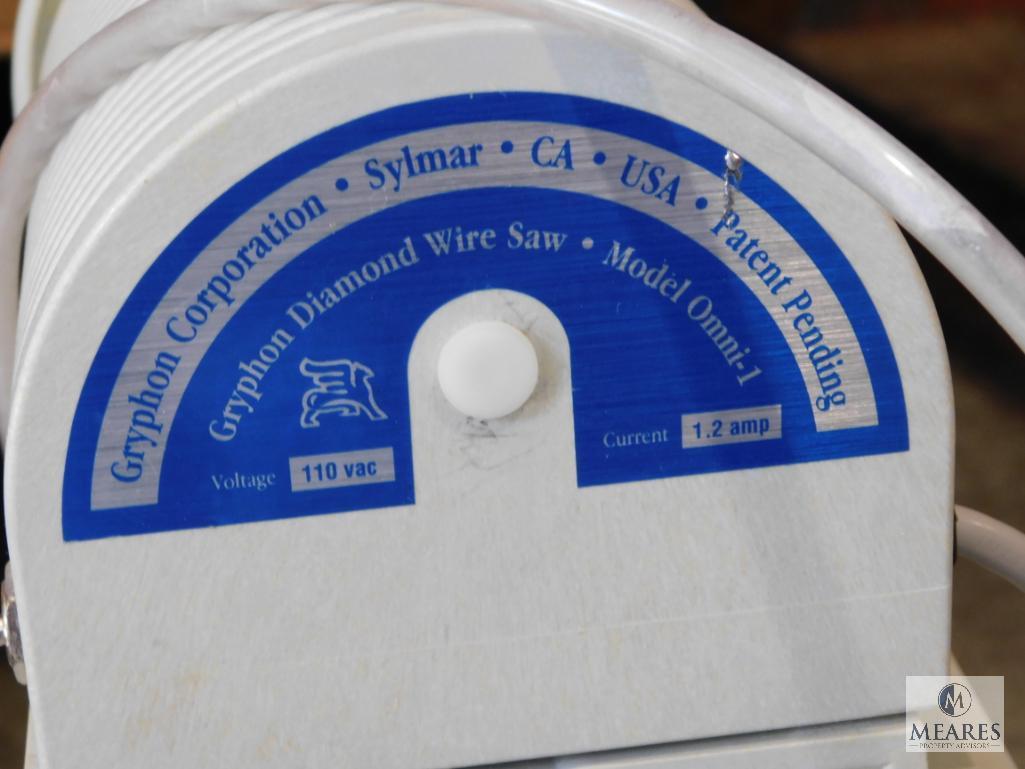 Gryphon Corporation • Sylmar • CA • USA • Patent Pending
Gryphon Diamond Wire Saw • Model Omni-1
Voltage 110 vac
Current 1.2 amp
M
MEARES
PROPERTY ADVISORS